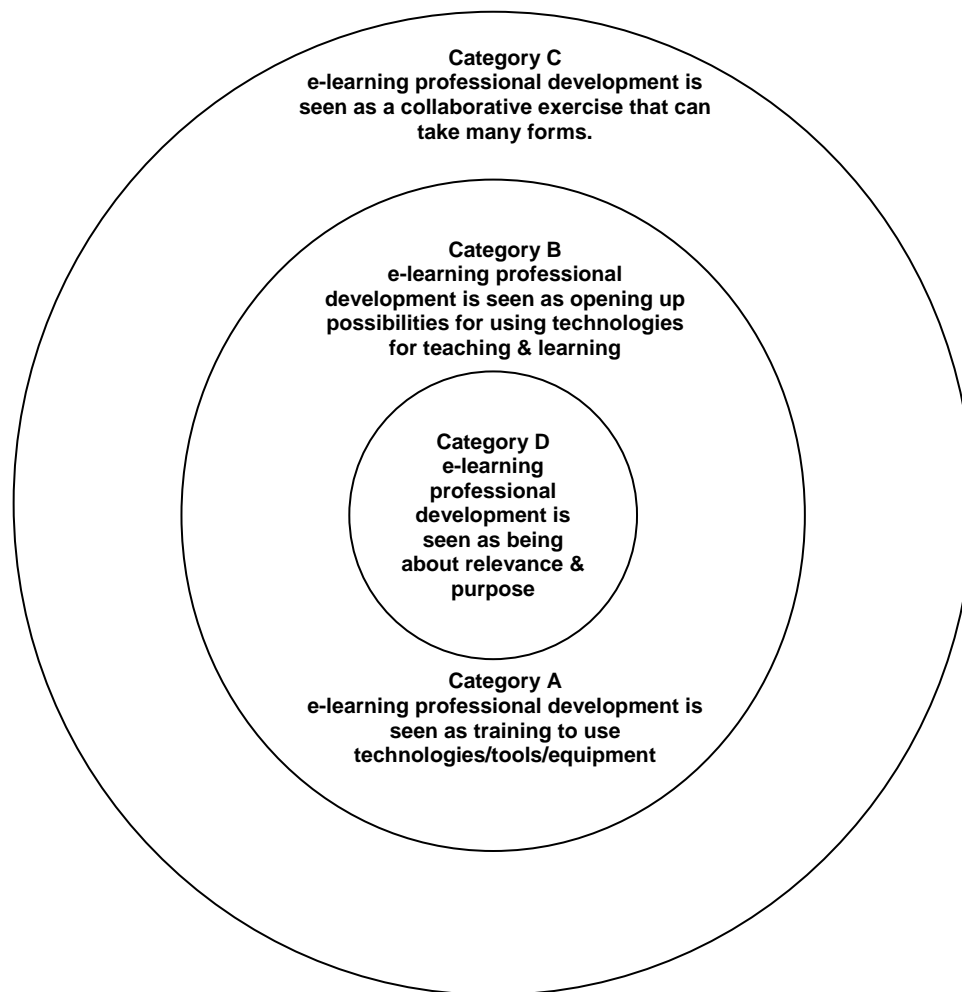 Category C
e-learning professional development is
seen as a collaborative exercise that can
take many forms.
Category B
e-learning professional
development is seen as opening up
possibilities for using technologies
for teaching & learning
Category D
e-learning
professional
development is
seen as being
about relevance &
purpose
Category A
e-learning professional development is
seen as training to use
technologies/tools/equipment